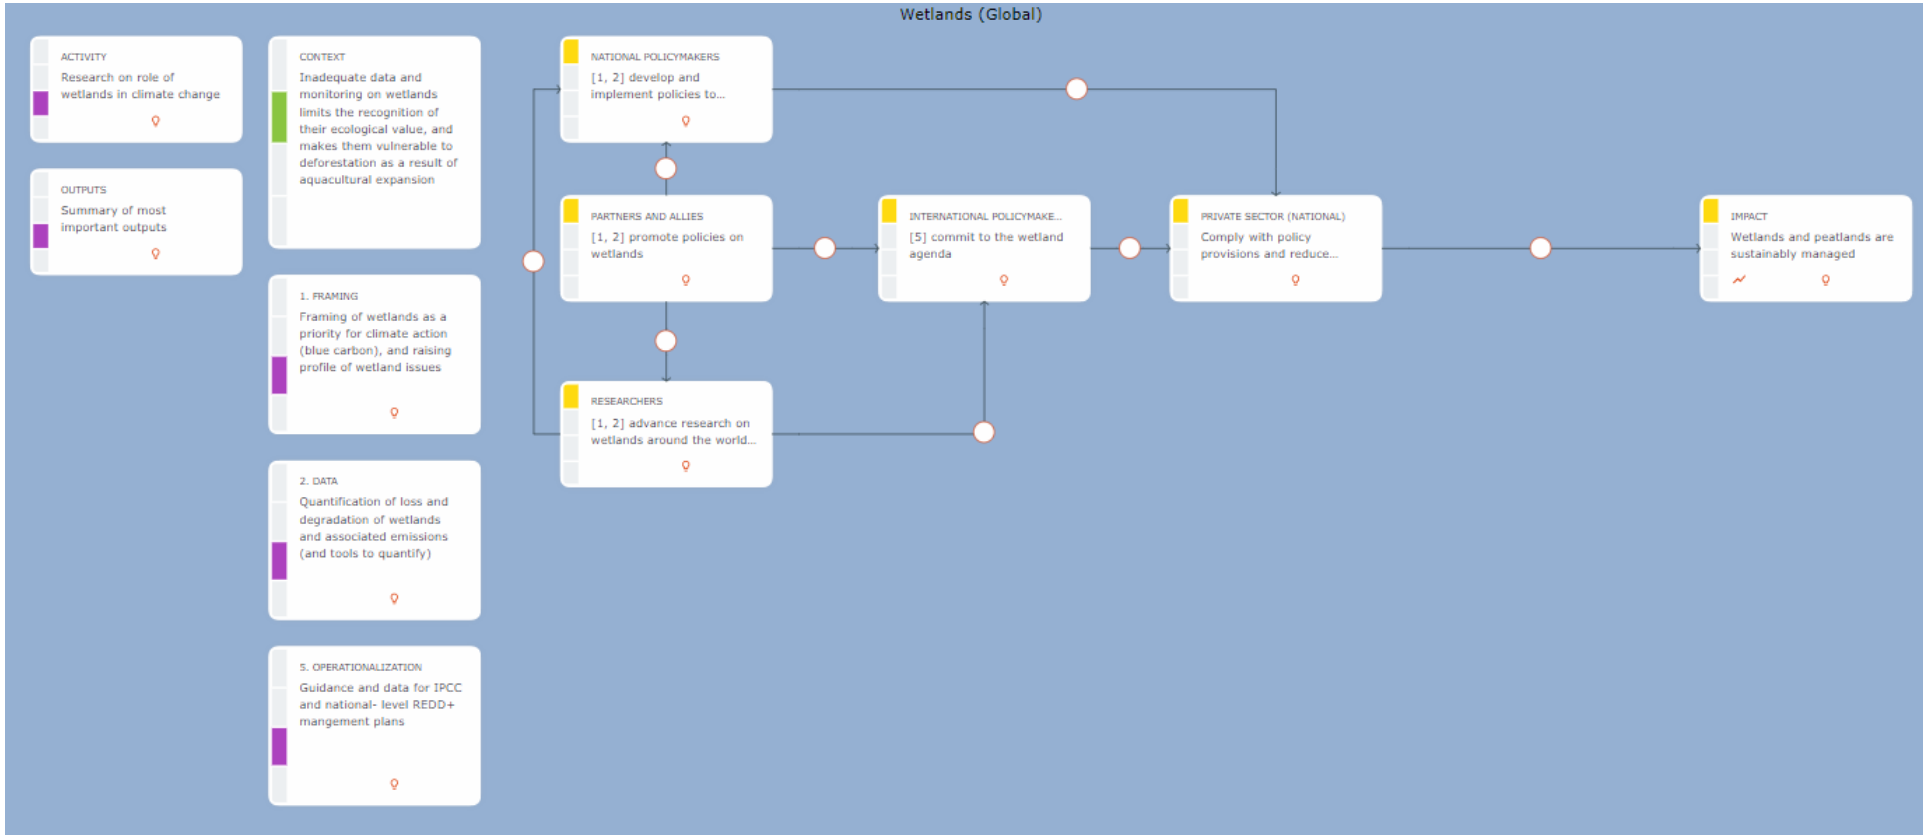 Wetlands (Global)
ACTIVITY
Research on role of
wetlands in climate change
OUTPUTS
Summary of most
important outputs
CONTEXT
Inadequate data and
monitoring on wetlands
limits the recognition of
their ecological value, and
makes them vulnerable to
deforestation as a result of
aquacultural expansion
1. FRAMING
Framing of wetlands as a
priority for climate action
(blue carbon), and raising
profile of wetland issues
2. DATA
Quantification of loss and
degradation of wetlands
and associated emissions
(and tools to quantify)
5. OPERATIONALIZATION
Guidance and data for IPCC
and national- level REDD+
mangement plans
NATIONAL POLICYMAKERS
[1, 2] develop and
implement policies to...
PARTNERS AND ALLIES
[1, 2] promote policies on
wetlands
RESEARCHERS
[1, 2] advance research on
wetlands around the world...
INTERNATIONAL POLICYMAKE...
[5] commit to the wetland
agenda
PRIVATE SECTOR (NATIONAL)
Comply with policy
provisions and reduce...
IMPACT
Wetlands and peatlands are
sustainably managed